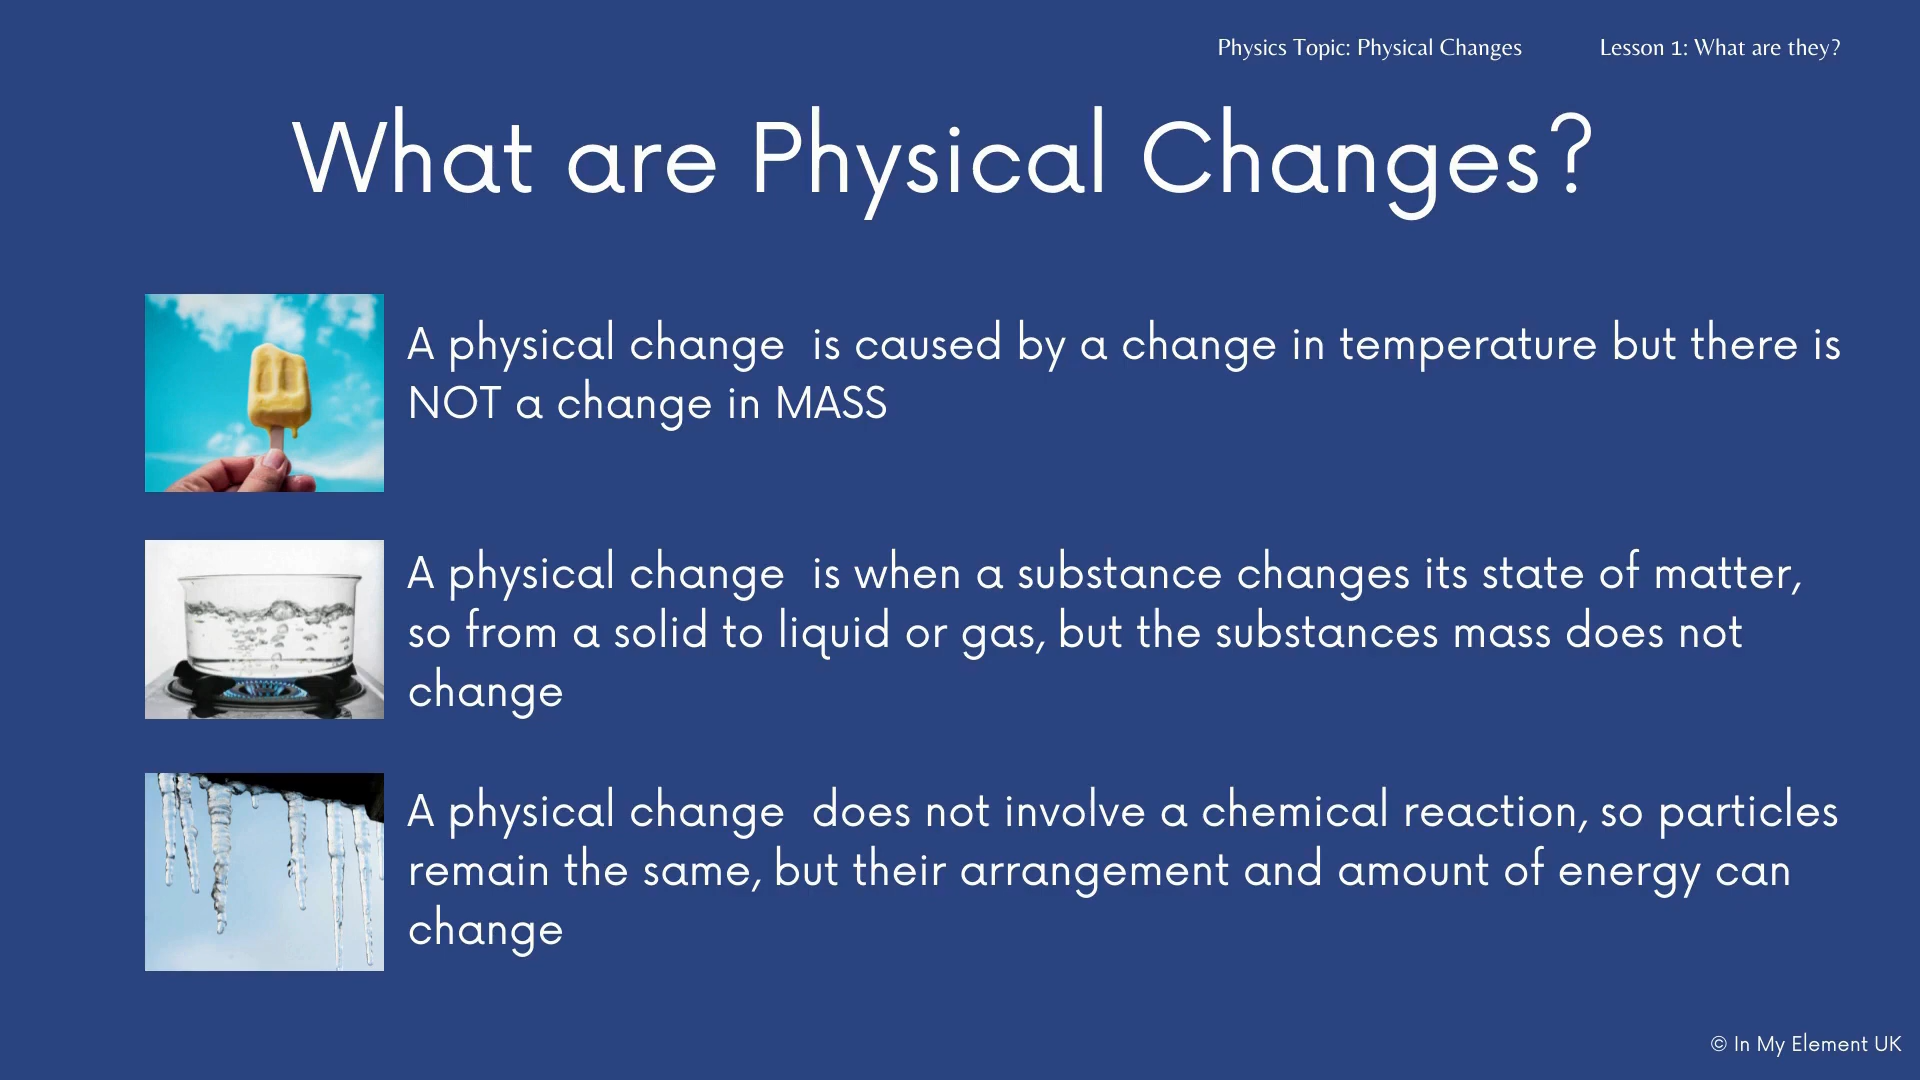 Physics Topic: Physical Changes
Lesson 1: What are they?
What are Physical Changes?
A physical change  is caused by a change in temperature but there is
NOT a change in MASS
A physical change  is when a substance changes its state of matter,
so from a solid to liquid or gas, but the substances mass does not
change
A physical change  does not involve a chemical reaction, so particles
remain the same, but their arrangement and amount of energy can
change
© In My Element UK